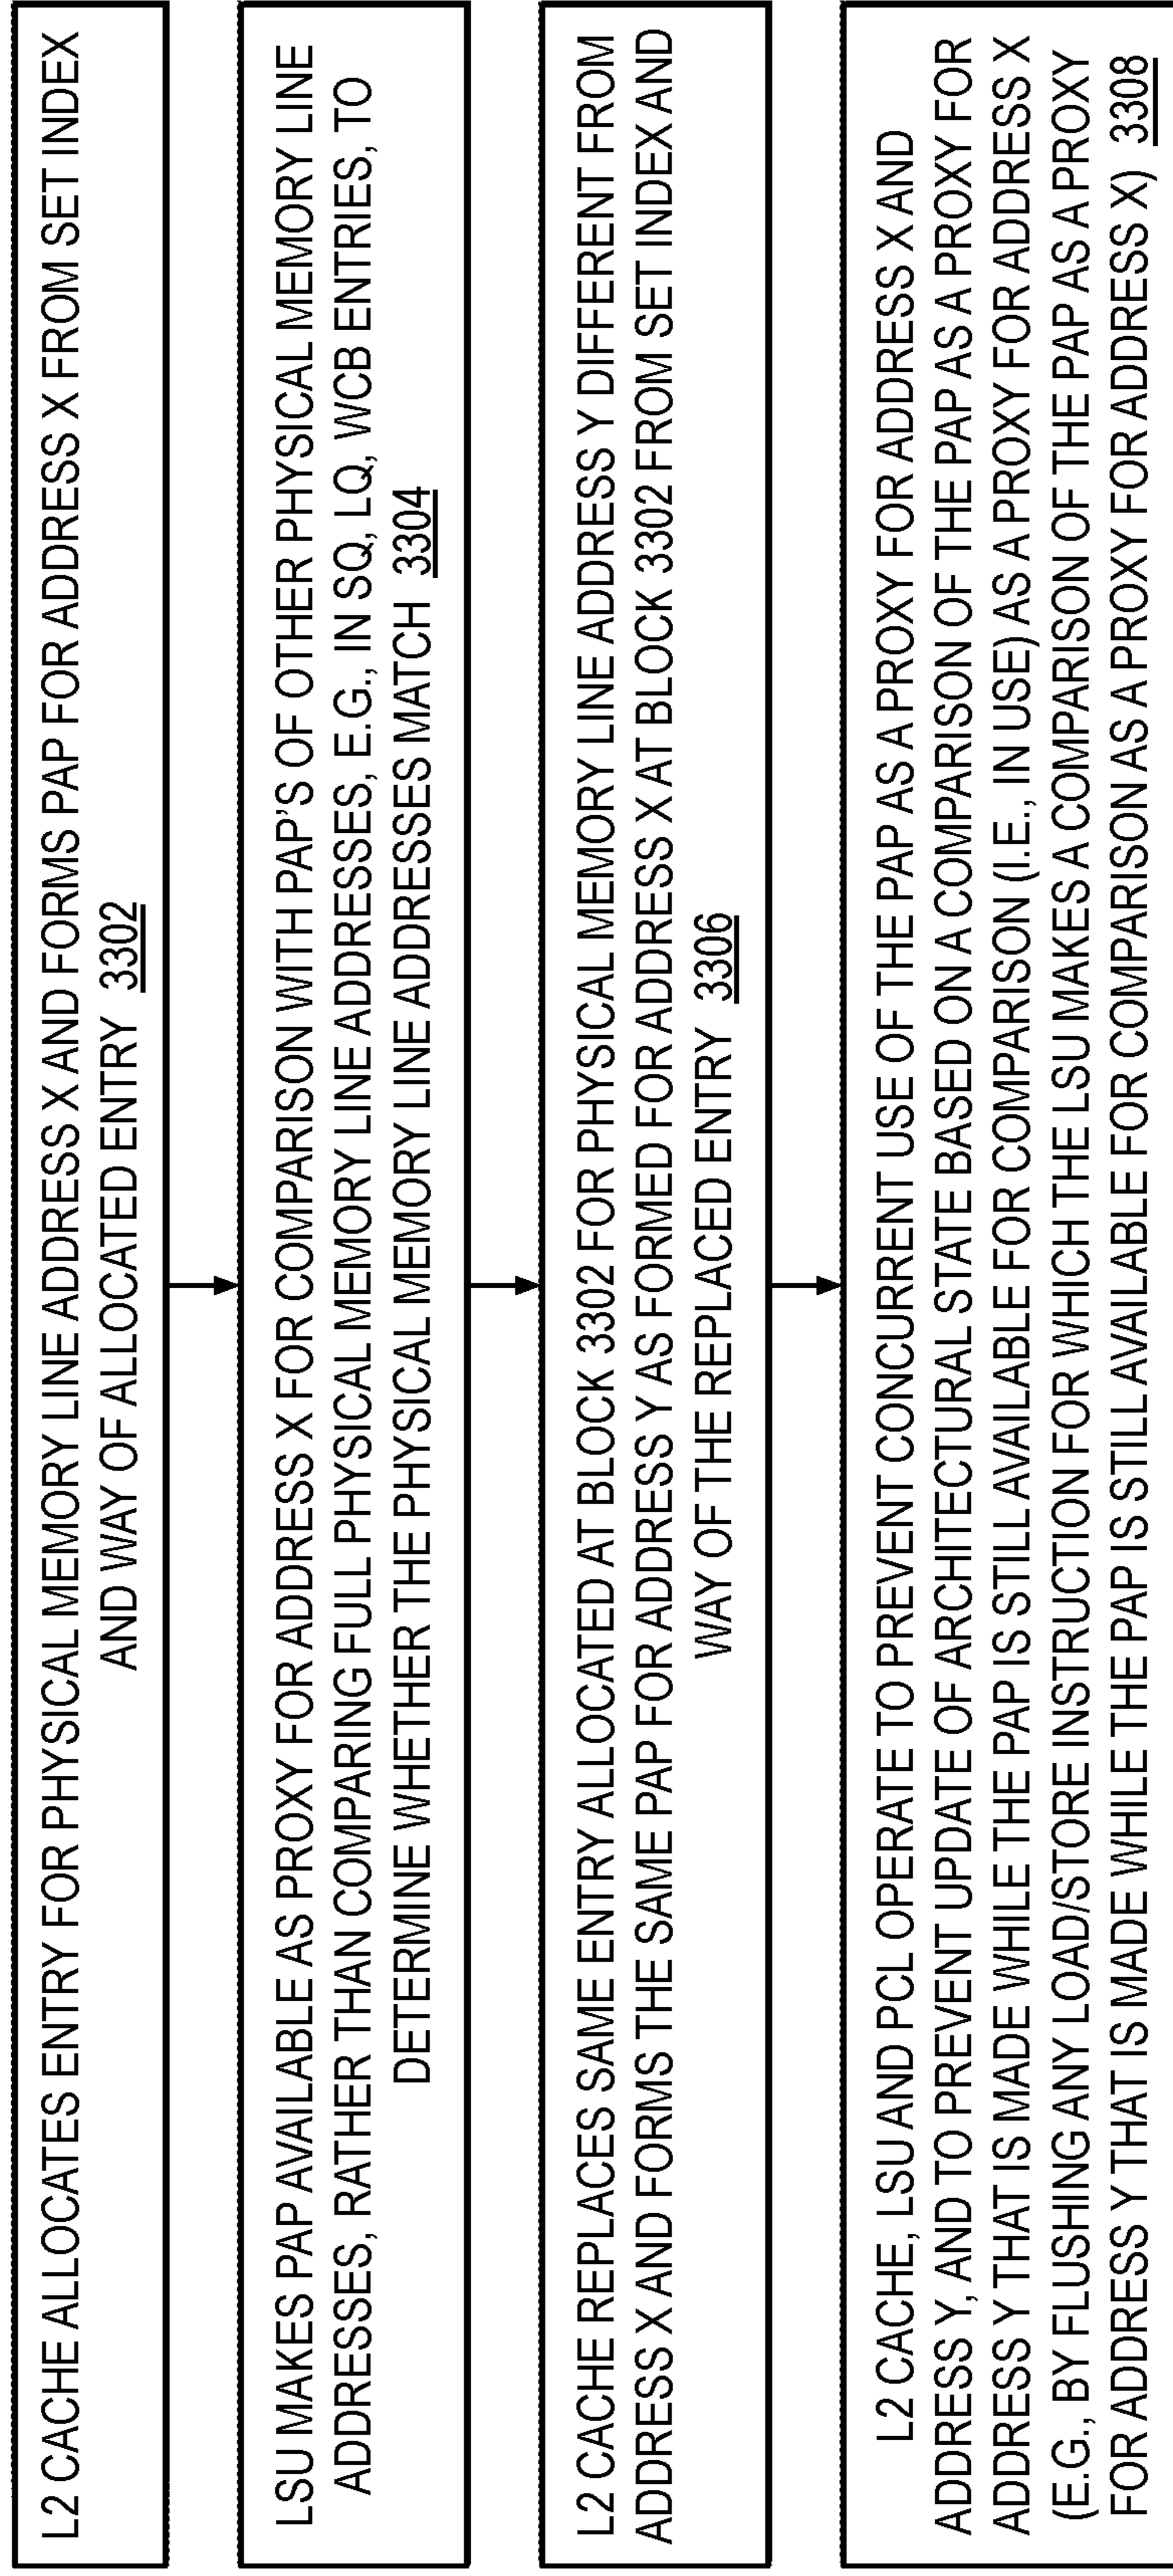 L2 CACHE ALLOCATES ENTRY FOR PHYSICAL MEMORY LINE ADDRESS X AND FORMS PAP FOR ADDRESS X FROM SET INDEX
AND WAY OF ALLOCATED ENTRY 3302
LSU MAKES PAP AVAILABLE AS PROXY FOR ADDRESS X FOR COMPARISON WITH PAP'S OF OTHER PHYSICAL MEMORY LINE
ADDRESSES, RATHER THAN COMPARING FULL PHYSICAL MEMORY LINE ADDRESSES, E.G., IN SQ, LQ, WCB ENTRIES, TO
DETERMINE WHETHER THE PHYSICAL MEMORY LINE ADDRESSES MATCH 3304
L2 CACHE REPLACES SAME ENTRY ALLOCATED AT BLOCK 3302 FOR PHYSICAL MEMORY LINE ADDRESS Y DIFFERENT FROM
ADDRESS X AND FORMS THE SAME PAP FOR ADDRESS Y AS FORMED FOR ADDRESS X AT BLOCK 3302 FROM SET INDEX AND
WAY OF THE REPLACED ENTRY 3306
L2 CACHE, LSU AND PCL OPERATE TO PREVENT CONCURRENT USE OF THE PAP AS A PROXY FOR ADDRESS X AND
ADDRESS Y, AND TO PREVENT UPDATE OF ARCHITECTURAL STATE BASED ON A COMPARISON OF THE PAP AS A PROXY FOR
ADDRESS Y THAT IS MADE WHILE THE PAP IS STILL AVAILABLE FOR COMPARISON (I.E., IN USE) AS A PROXY FOR ADDRESS X
(E.G., BY FLUSHING ANY LOAD/STORE INSTRUCTION FOR WHICH THE LSU MAKES A COMPARISON OF THE PAP AS A PROXY
FOR ADDRESS Y THAT IS MADE WHILE THE PAP IS STILL AVAILABLE FOR COMPARISON AS A PROXY FOR ADDRESS X) 3308